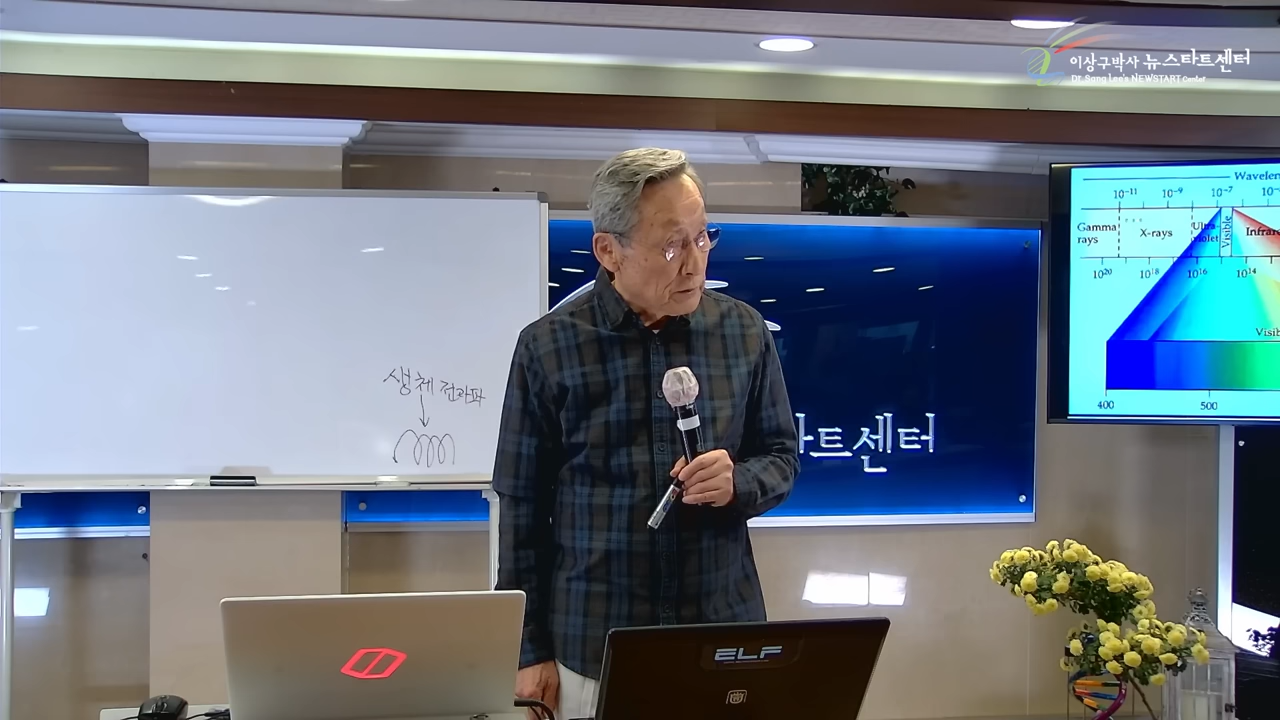 이상구박사 뉴스타트센터
Dr. Sang Lee's NEWSTART Center
Wavelen
10⁻¹¹ 10⁻⁹ 10⁻⁷
Gamma rays
X-rays
Ultraviolet
Visible
Infrare
10²⁰ 10¹⁸ 10¹⁶ 10¹⁴
Visib
400 500
생체 전자파
타트센터
ELF